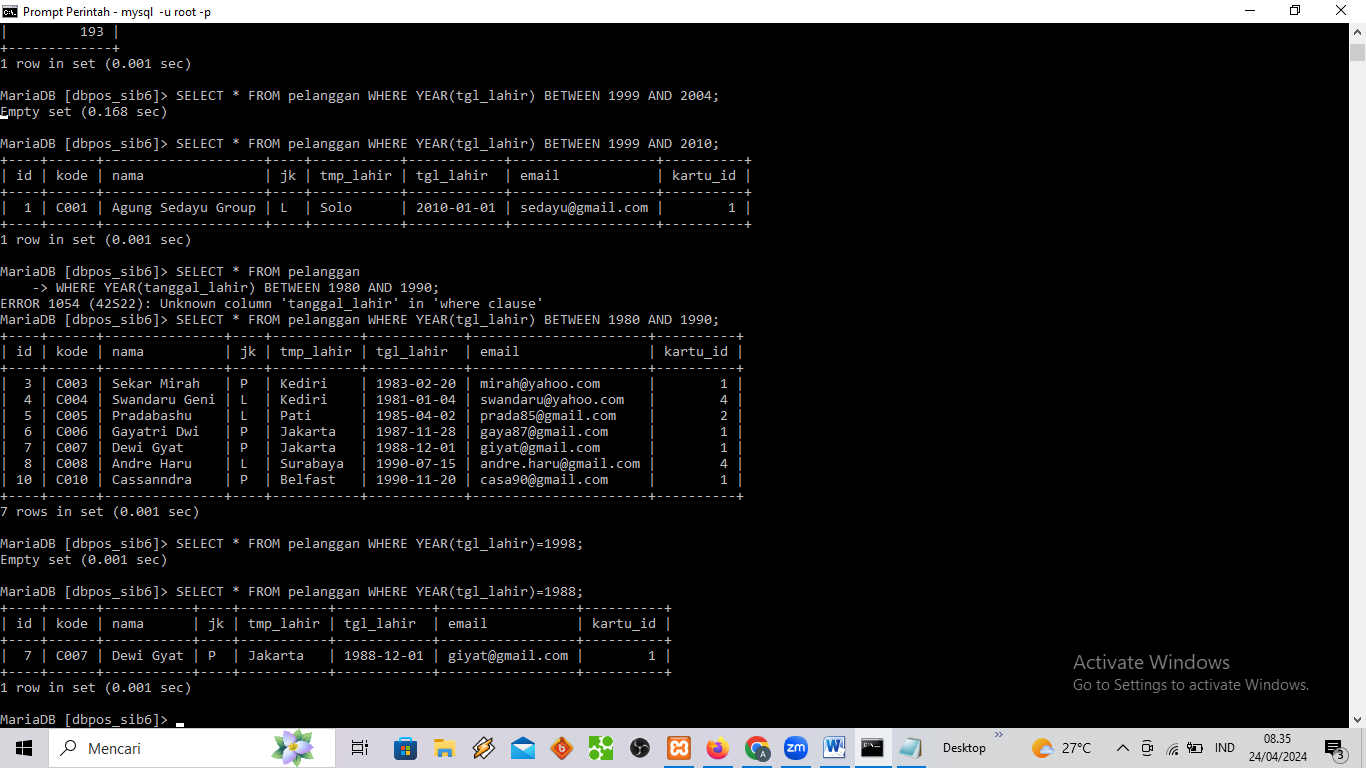 Prompt Perintah - mysql  -u root -p
|         193 |
+-------------+
1 row in set (0.001 sec)
MariaDB [dbpos_sib6]> SELECT * FROM pelanggan WHERE YEAR(tgl_lahir) BETWEEN 1999 AND 2004;
Empty set (0.168 sec)
MariaDB [dbpos_sib6]> SELECT * FROM pelanggan WHERE YEAR(tgl_lahir) BETWEEN 1999 AND 2010;
+----+------+--------------------+----+-----------+------------+------------------+----------+
| id | kode | nama               | jk | tmp_lahir | tgl_lahir  | email            | kartu_id |
+----+------+--------------------+----+-----------+------------+------------------+----------+
|  1 | C001 | Agung Sedayu Group | L  | Solo      | 2010-01-01 | sedayu@gmail.com |        1 |
+----+------+--------------------+----+-----------+------------+------------------+----------+
1 row in set (0.001 sec)
MariaDB [dbpos_sib6]> SELECT * FROM pelanggan
    -> WHERE YEAR(tanggal_lahir) BETWEEN 1980 AND 1990;
ERROR 1054 (42S22): Unknown column 'tanggal_lahir' in 'where clause'
MariaDB [dbpos_sib6]> SELECT * FROM pelanggan WHERE YEAR(tgl_lahir) BETWEEN 1980 AND 1990;
+----+------+---------------+----+-----------+------------+----------------------+----------+
| id | kode | nama          | jk | tmp_lahir | tgl_lahir  | email                | kartu_id |
+----+------+---------------+----+-----------+------------+----------------------+----------+
|  3 | C003 | Sekar Mirah   | P  | Kediri    | 1983-02-20 | mirah@yahoo.com      |        1 |
|  4 | C004 | Swandaru Geni | L  | Kediri    | 1981-01-04 | swandaru@yahoo.com   |        4 |
|  5 | C005 | Pradabashu    | L  | Pati      | 1985-04-02 | prada85@gmail.com    |        2 |
|  6 | C006 | Gayatri Dwi   | P  | Jakarta   | 1987-11-28 | gaya87@gmail.com     |        1 |
|  7 | C007 | Dewi Gyat     | P  | Jakarta   | 1988-12-01 | giyat@gmail.com      |        1 |
|  8 | C008 | Andre Haru    | L  | Surabaya  | 1990-07-15 | andre.haru@gmail.com |        4 |
| 10 | C010 | Cassanndra    | P  | Belfast   | 1990-11-20 | casa90@gmail.com     |        1 |
+----+------+---------------+----+-----------+------------+----------------------+----------+
7 rows in set (0.001 sec)
MariaDB [dbpos_sib6]> SELECT * FROM pelanggan WHERE YEAR(tgl_lahir)=1998;
Empty set (0.001 sec)
MariaDB [dbpos_sib6]> SELECT * FROM pelanggan WHERE YEAR(tgl_lahir)=1988;
+----+------+-----------+----+-----------+------------+-----------------+----------+
| id | kode | nama      | jk | tmp_lahir | tgl_lahir  | email           | kartu_id |
+----+------+-----------+----+-----------+------------+-----------------+----------+
|  7 | C007 | Dewi Gyat | P  | Jakarta   | 1988-12-01 | giyat@gmail.com |        1 |
+----+------+-----------+----+-----------+------------+-----------------+----------+
1 row in set (0.001 sec)
MariaDB [dbpos_sib6]>
Activate Windows
Go to Settings to activate Windows.
Mencari
Desktop
27°C
IND
08.35
24/04/2024
3